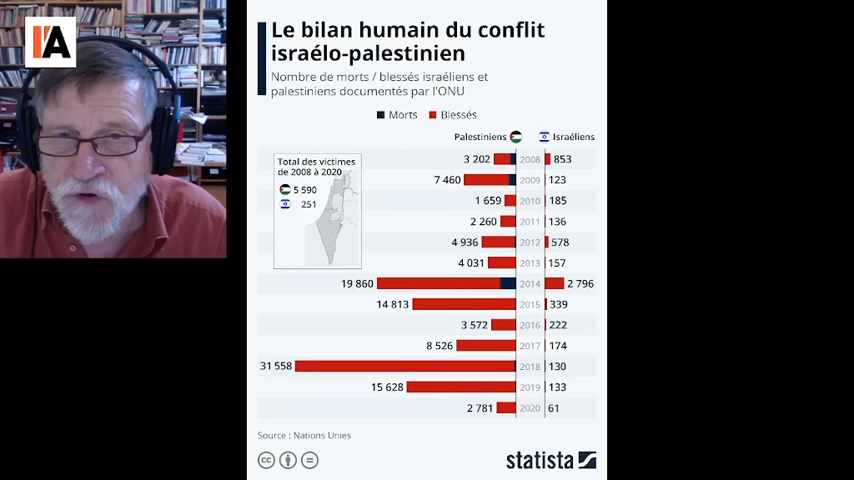 IA
Le bilan humain du conflit
israélo-palestinien
Nombre de morts / blessés israéliens et
palestiniens documentés par l'ONU
Morts Blessés
Palestiniens Israéliens
Total des victimes
de 2008 à 2020
5 590
251
3 202 2008 853
7 460 2009 123
1 659 2010 185
2 260 2011 136
4 936 2012 578
4 031 2013 157
19 860 2014 2 796
14 813 2015 339
3 572 2016 222
8 526 2017 174
31 558 2018 130
15 628 2019 133
2 781 2020 61
Source : Nations Unies
cc
statista